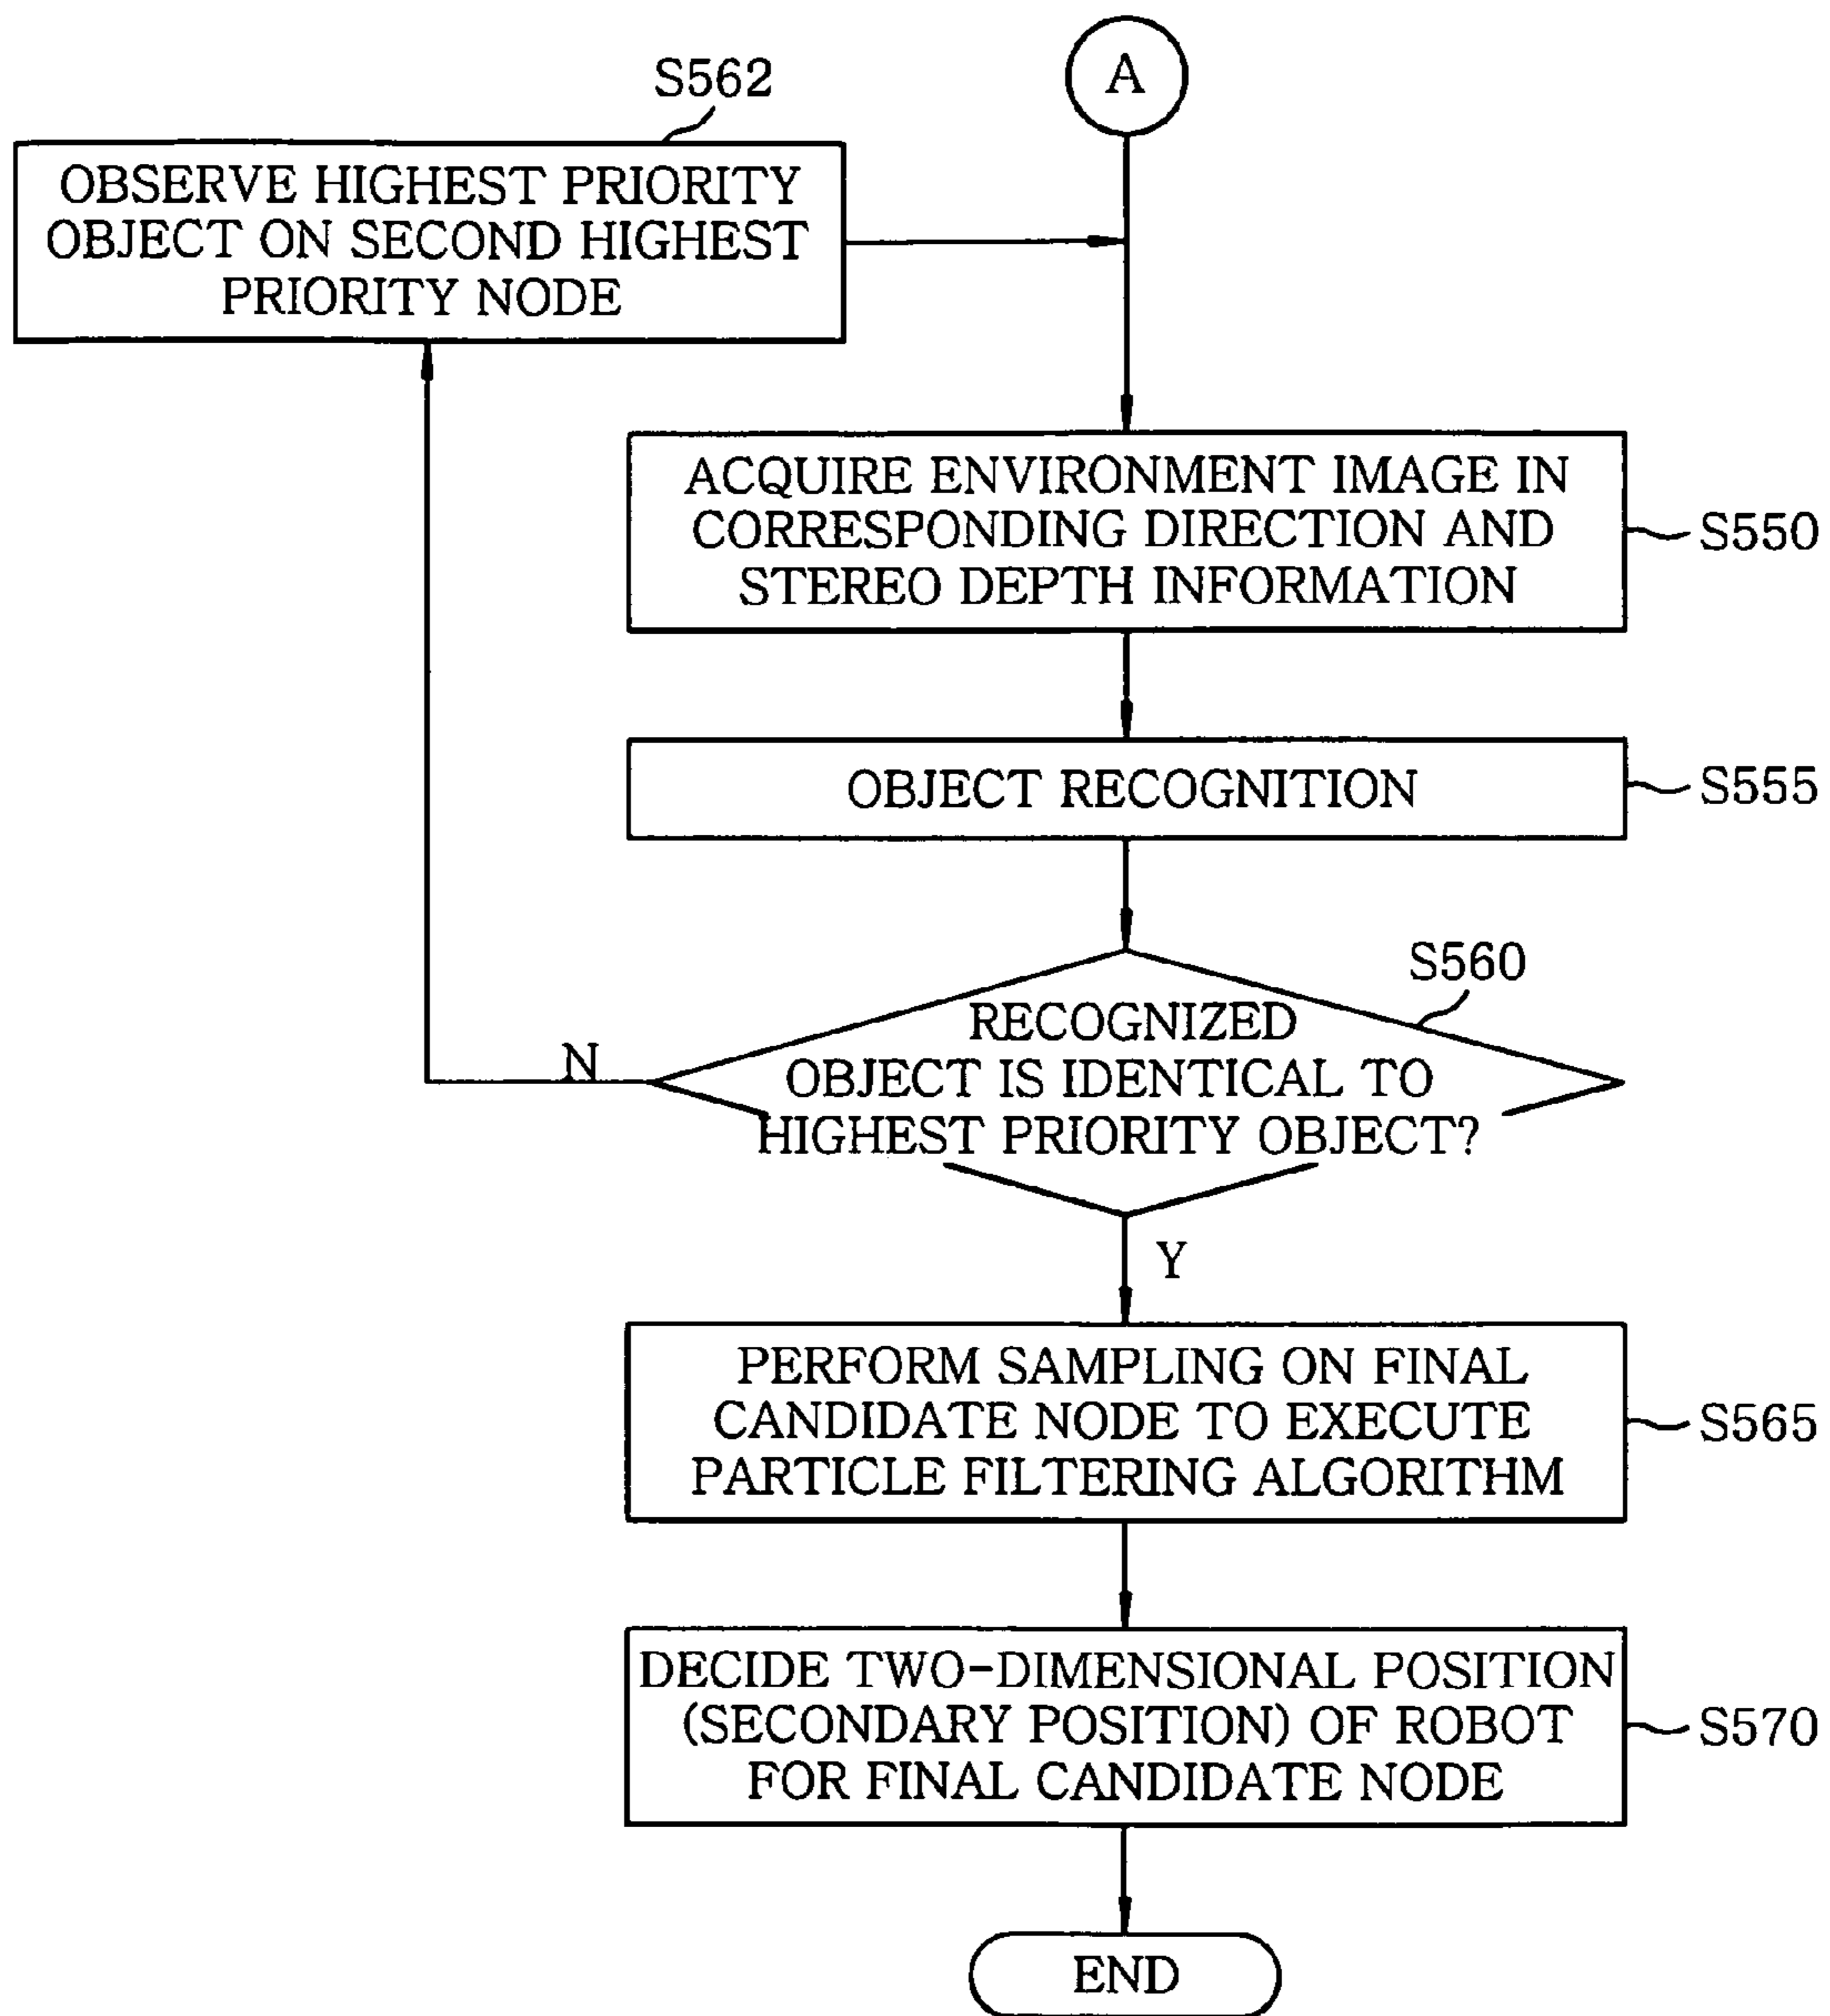 A
S562
OBSERVE HIGHEST PRIORITY
OBJECT ON SECOND HIGHEST
PRIORITY NODE
ACQUIRE ENVIRONMENT IMAGE IN
CORRESPONDING DIRECTION AND
STEREO DEPTH INFORMATION
S550
OBJECT RECOGNITION
S555
S560
RECOGNIZED
OBJECT IS IDENTICAL TO
HIGHEST PRIORITY OBJECT?
N
Y
PERFORM SAMPLING ON FINAL
CANDIDATE NODE TO EXECUTE
PARTICLE FILTERING ALGORITHM
S565
DECIDE TWO-DIMENSIONAL POSITION
(SECONDARY POSITION) OF ROBOT
FOR FINAL CANDIDATE NODE
S570
END